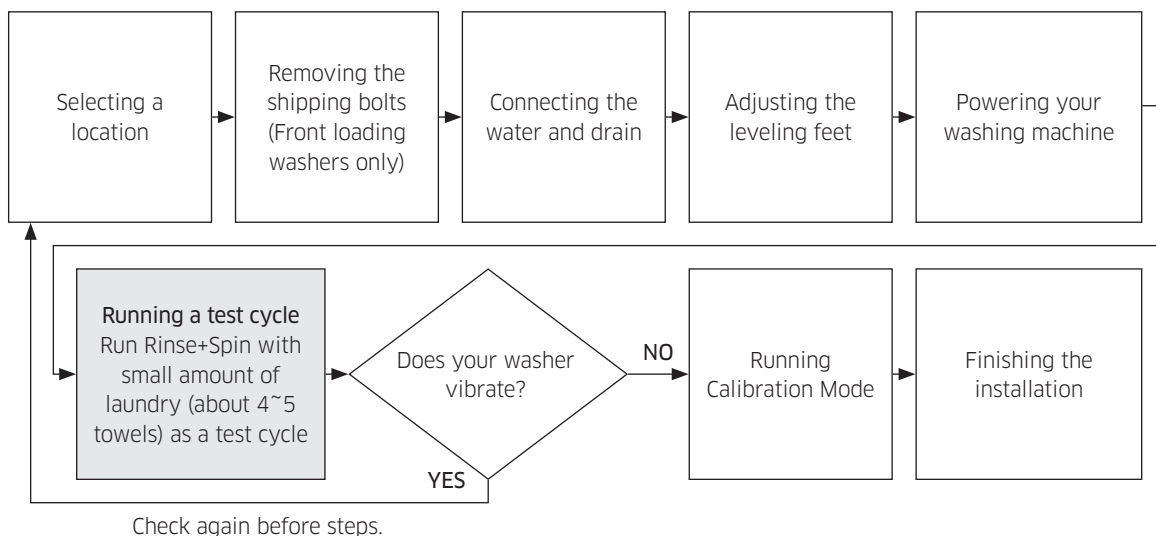 Selecting a
location
Removing the
shipping bolts
(Front loading
washers only)
Connecting the
water and drain
Adjusting the
leveling feet
Powering your
washing machine
Running a test cycle
Run Rinse+Spin with
small amount of
laundry (about 4~5
towels) as a test cycle
Does your washer
vibrate?
NO
YES
Running
Calibration Mode
Finishing the
installation
Check again before steps.